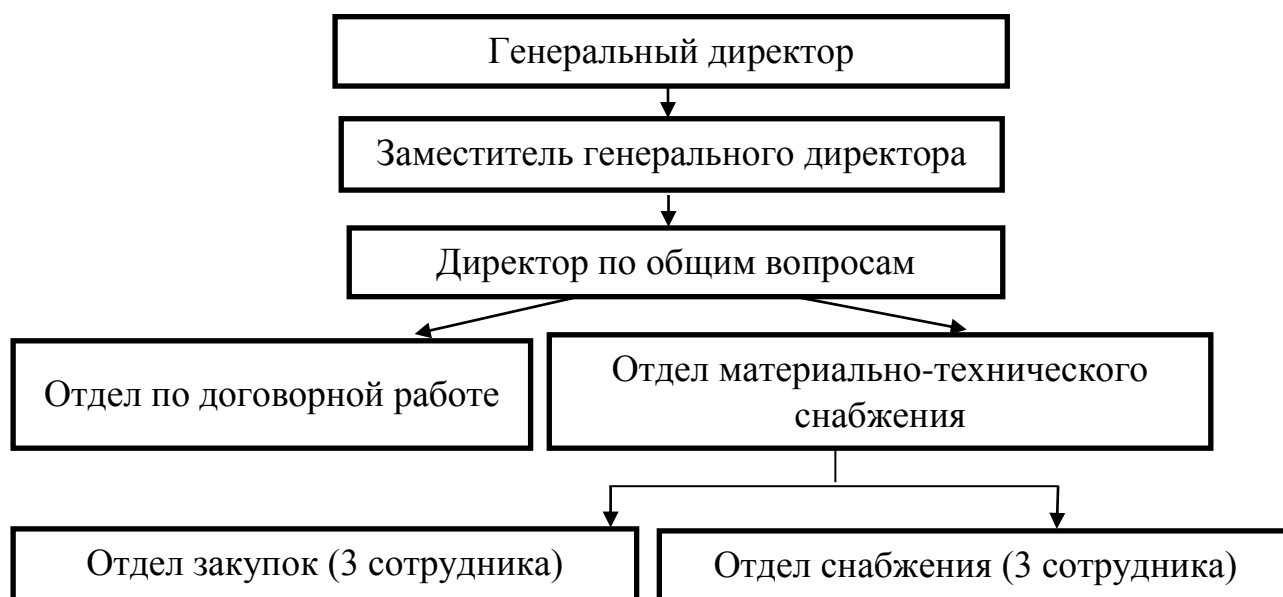 Генеральный директор
Заместитель генерального директора
Директор по общим вопросам
Отдел по договорной работе
Отдел материально-технического
снабжения
Отдел закупок (3 сотрудника)
Отдел снабжения (3 сотрудника)